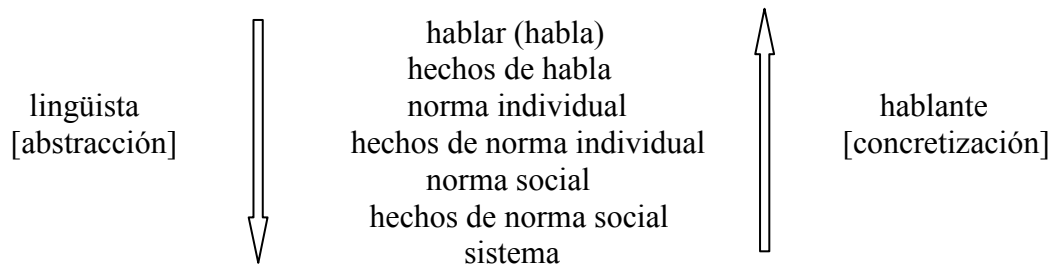 hablar (habla)
hechos de habla
lingüista norma individual hablante
[abstracción] hechos de norma individual [concretización]
norma social
hechos de norma social
sistema